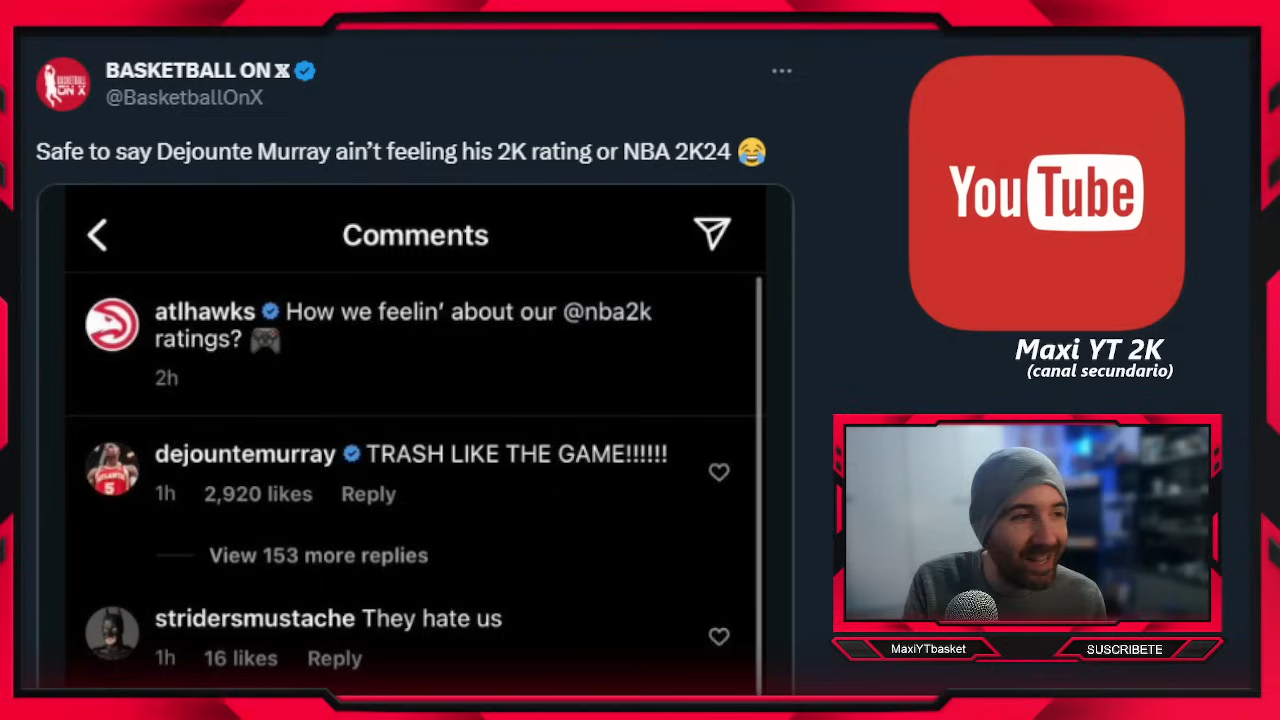 BASKETBALL ON X
@BasketballOnX
Safe to say Dejounte Murray ain't feeling his 2K rating or NBA 2K24 😂
Comments
atlhawks How we feelin' about our @nba2k
ratings? 🎮
2h
dejountemurray TRASH LIKE THE GAME!!!!!!
1h 2,920 likes Reply
View 153 more replies
stridersmustache They hate us
1h 16 likes Reply
YouTube
Maxi YT 2K
(canal secundario)
MaxiYTbasket
SUSCRIBETE